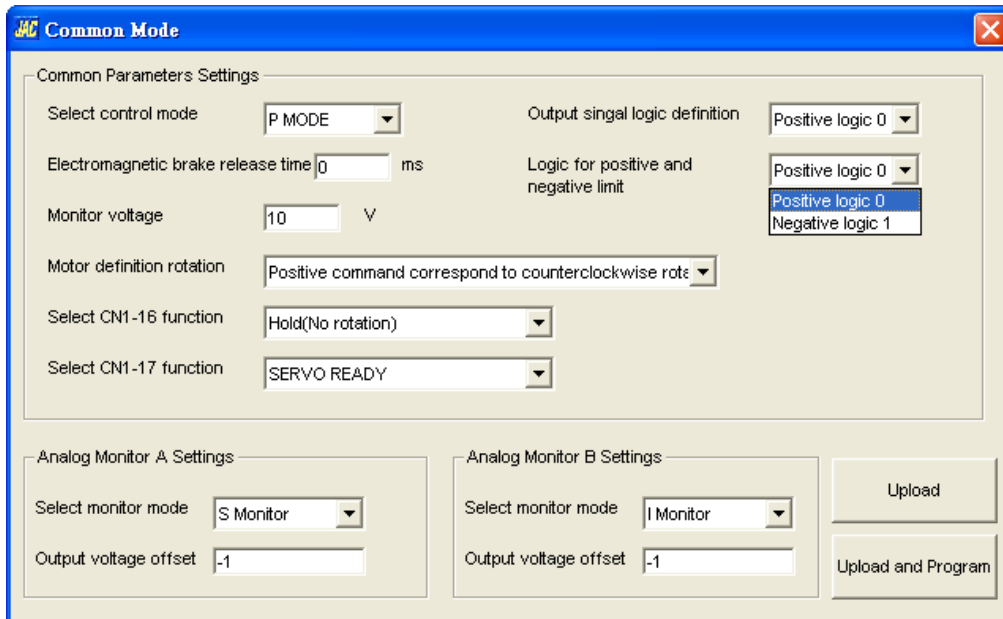 JAC Common Mode
Common Parameters Settings
Select control mode P MODE
Output singal logic definition Positive logic 0
Electromagnetic brake release time 0 ms
Logic for positive and
negative limit
Positive logic 0
Positive logic 0
Negative logic 1
Monitor voltage 10 V
Motor definition rotation Positive command correspond to counterclockwise rota
Select CN1-16 function Hold(No rotation)
Select CN1-17 function SERVO READY
Analog Monitor A Settings
Select monitor mode S Monitor
Output voltage offset -1
Analog Monitor B Settings
Select monitor mode I Monitor
Output voltage offset -1
Upload
Upload and Program